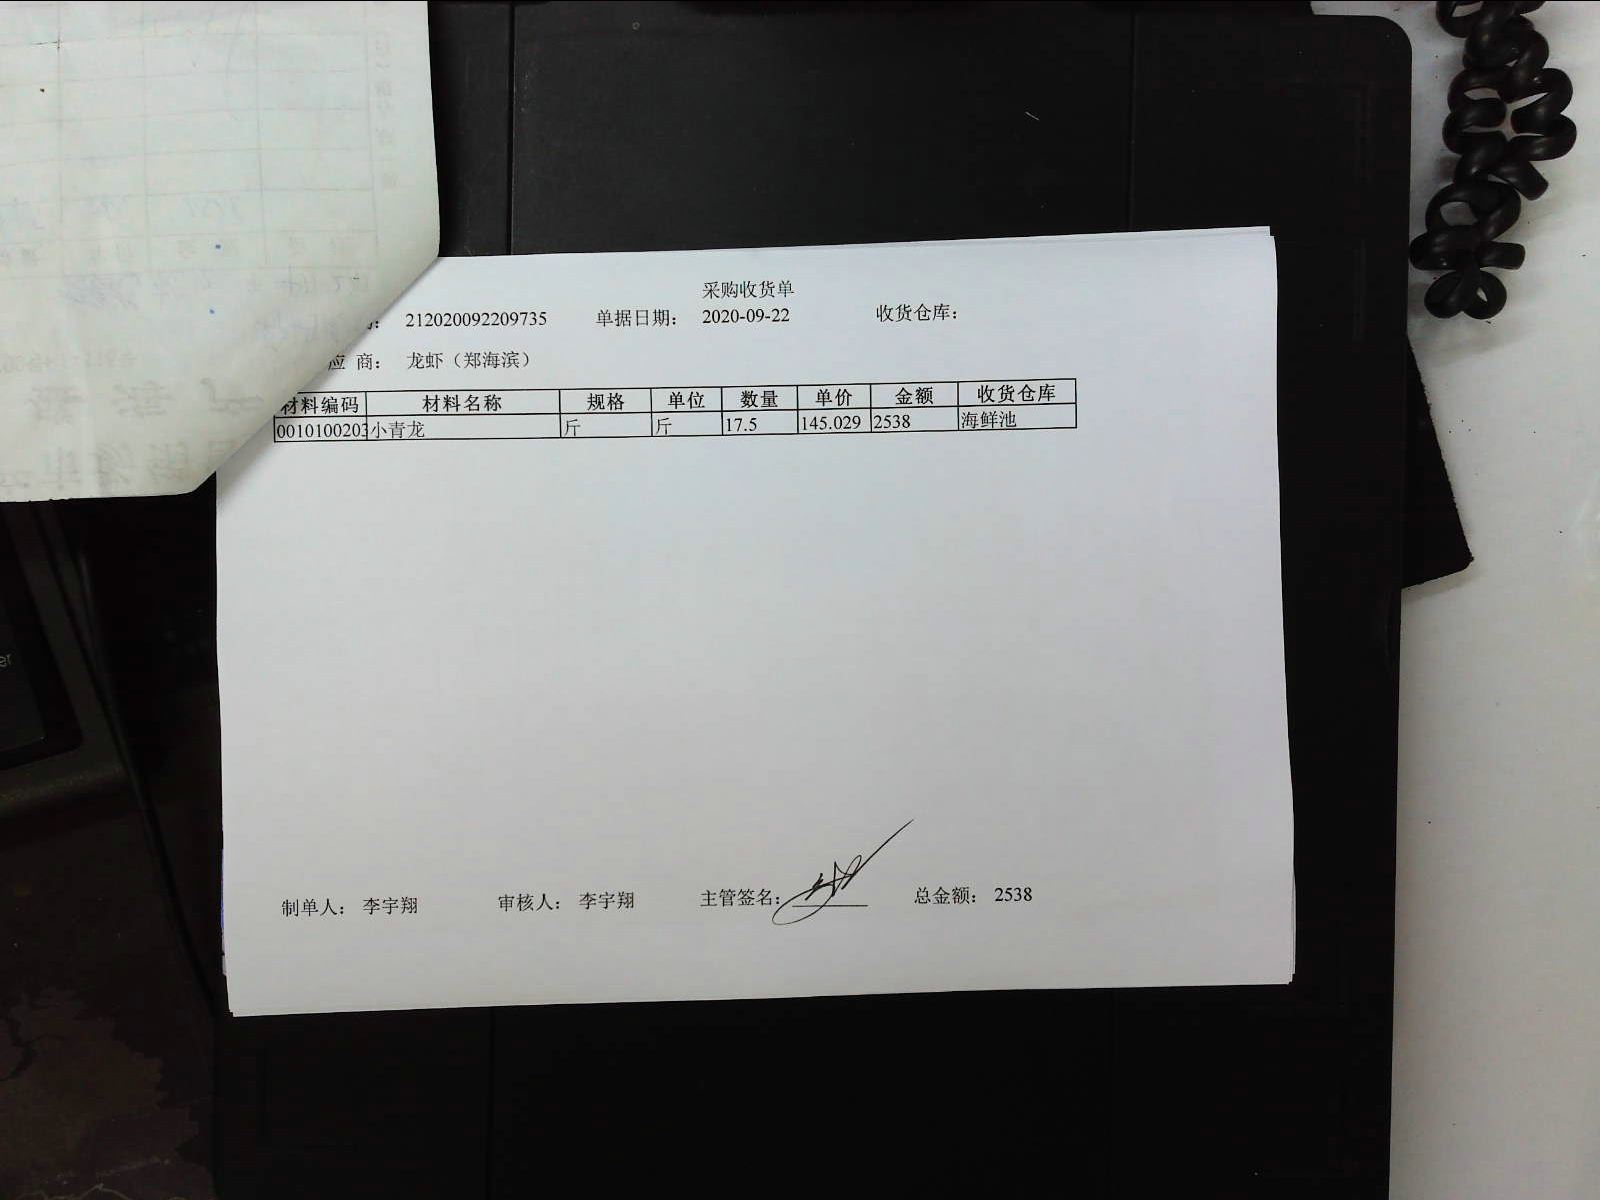 采购收货单
212020092209735 单据日期： 2020-09-22 收货仓库：
应 商： 龙虾（郑海滨）
材料编码 材料名称 规格 单位 数量 单价 金额 收货仓库
0010100203 小青龙 斤 斤 17.5 145.029 2538 海鲜池
制单人： 李宇翔 审核人： 李宇翔 主管签名： 总金额： 2538